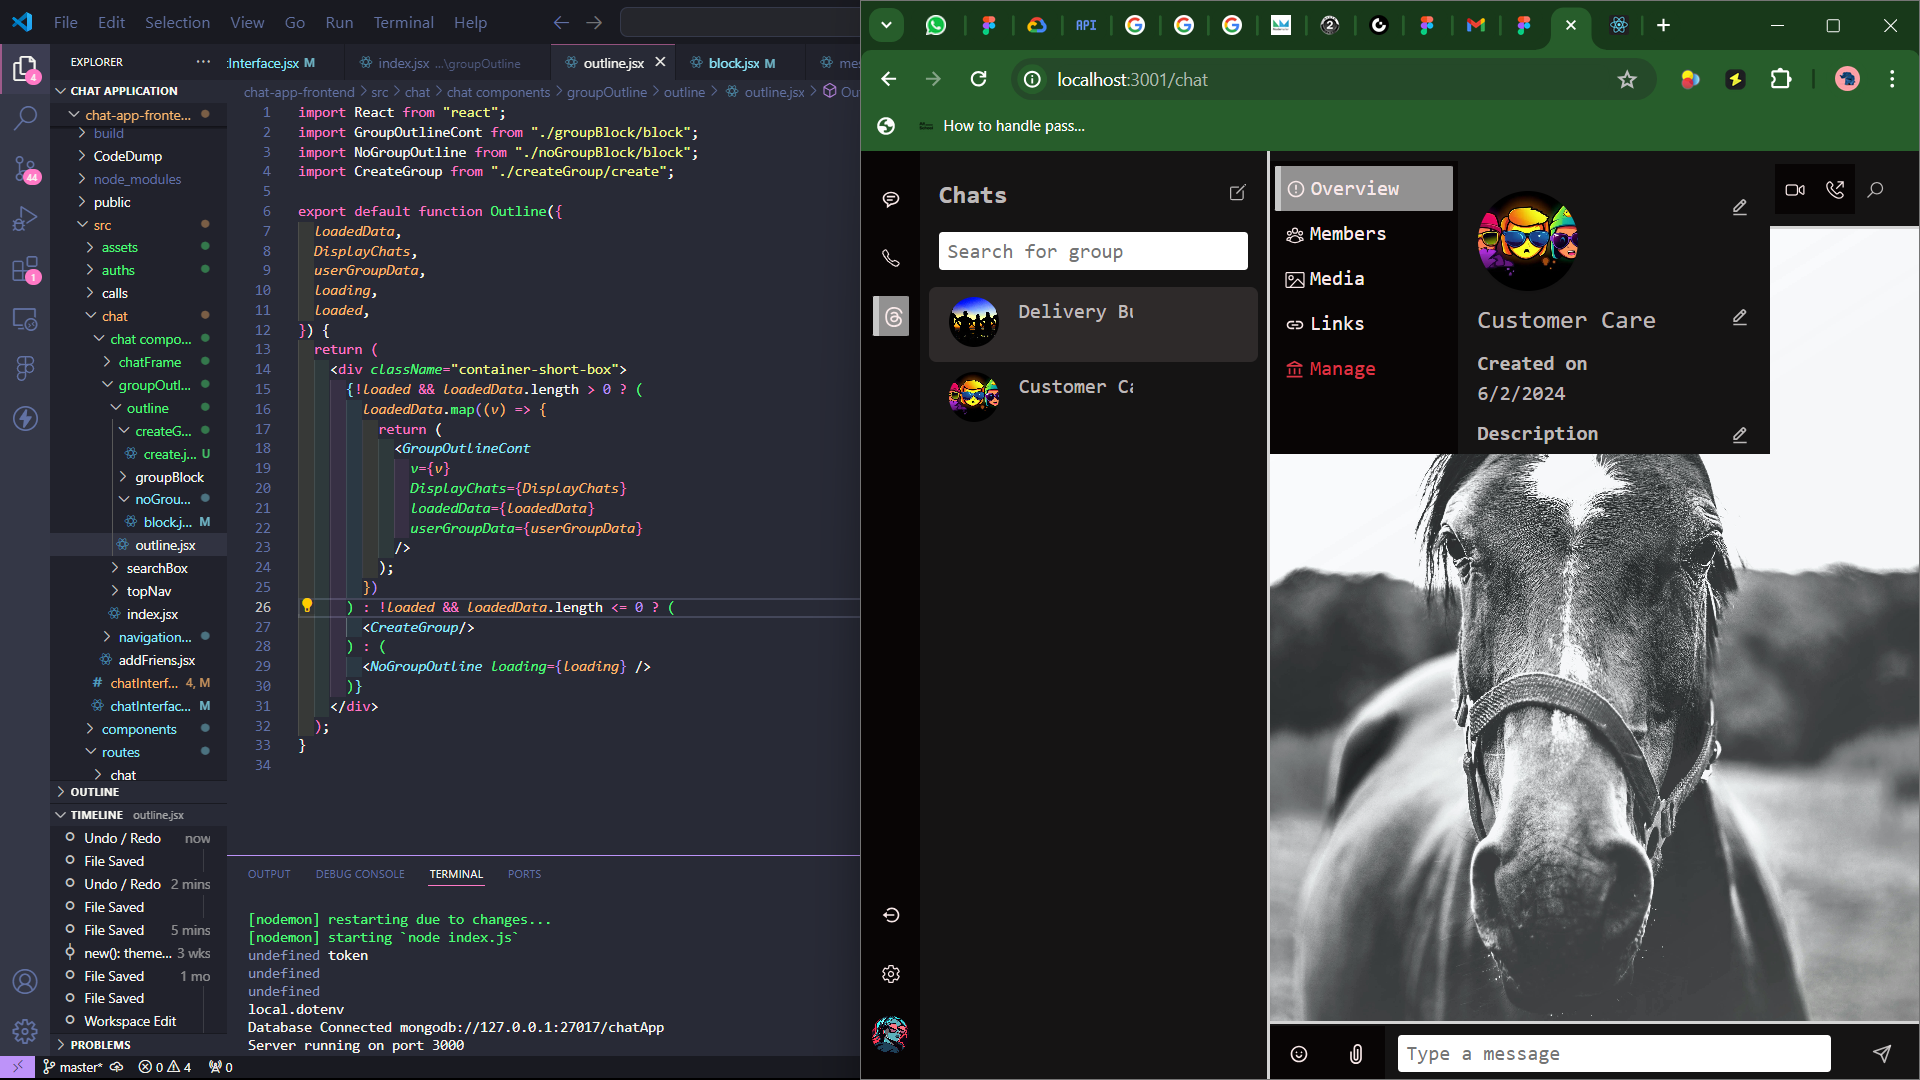 File Edit Selection View Go Run Terminal Help
EXPLORER
CHAT APPLICATION
chat-app-fronte...
build
CodeDump
node_modules
public
src
assets
auths
calls
chat
chat compo...
chatFrame
groupOutl...
outline
createG...
create.j... U
groupBlock
noGrou...
block.j... M
outline.jsx
searchBox
topNav
index.jsx
navigation...
addFriens.jsx
chatInterf... 4, M
chatInterfac... M
components
routes
chat
OUTLINE
TIMELINE outline.jsx
Undo / Redo now
File Saved
Undo / Redo 2 mins
File Saved
File Saved 5 mins
new(): theme... 3 wks
File Saved 1 mo
File Saved
Workspace Edit
PROBLEMS
master* 0 4 0
4
44
1
tInterface.jsx M index.jsx ...\groupOutline outline.jsx block.jsx M me
chat-app-frontend > src > chat > chat components > groupOutline > outline > outline.jsx > Ou
1 import React from "react";
2 import GroupOutlineCont from "./groupBlock/block";
3 import NoGroupOutline from "./noGroupBlock/block";
4 import CreateGroup from "./createGroup/create";
5
6 export default function Outline({
7 loadedData,
8 DisplayChats,
9 userGroupData,
10 loading,
11 loaded,
12 }) {
13 return (
14 <div className="container-short-box">
15 {!loaded && loadedData.length > 0 ? (
16 loadedData.map((v) => {
17 return (
18 <GroupOutlineCont
19 v={v}
20 DisplayChats={DisplayChats}
21 loadedData={loadedData}
22 userGroupData={userGroupData}
23 />
24 );
25 })
26 ) : !loaded && loadedData.length <= 0 ? (
27 <CreateGroup/>
28 ) : (
29 <NoGroupOutline loading={loading} />
30 )}
31 </div>
32 );
33 }
34
OUTPUT DEBUG CONSOLE TERMINAL PORTS
[nodemon] restarting due to changes...
[nodemon] starting `node index.js`
undefined token
undefined
undefined
local.dotenv
Database Connected mongodb://127.0.0.1:27017/chatApp
Server running on port 3000
API
2
localhost:3001/chat
How to handle pass...
Chats
Search for group
Delivery Bu
Customer Ca
Overview
Members
Media
Links
Manage
Customer Care
Created on
6/2/2024
Description
Type a message